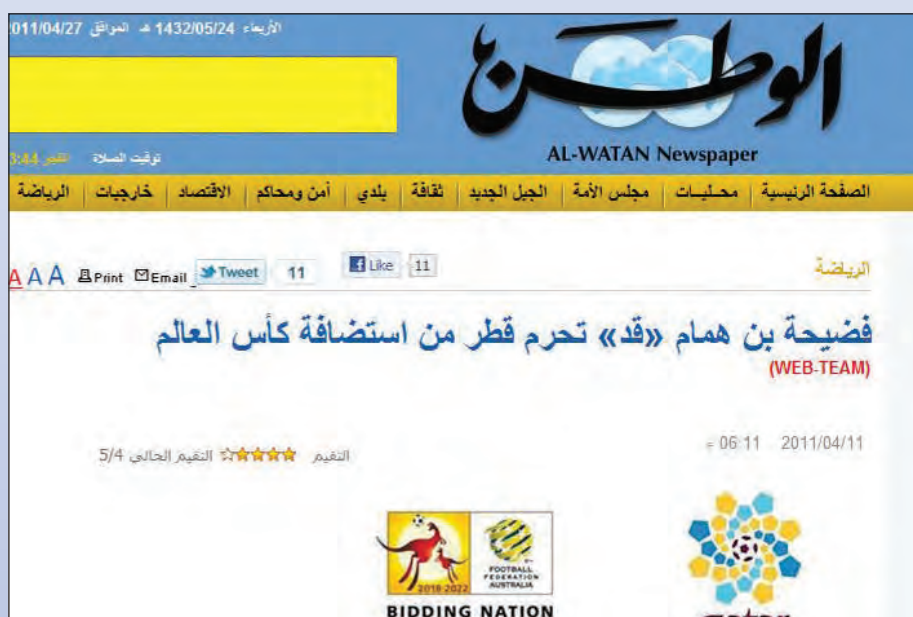 الأربعاء 1432/05/24 هـ الموافق 2011/04/27
الوطن
AL-WATAN Newspaper
توقيت الصلاة 3:44
الصفحة الرئيسية | محليات | مجلس الأمة | الجيل الجديد | ثقافة | بلدي | أمن ومحاكم | الاقتصاد | خارجيات | الرياضة
A A A Print Email Tweet 11 Like 11
الرياضة
فضيحة بن همام «قد» تحرم قطر من استضافة كأس العالم
(WEB-TEAM)
2011/04/11 06:11
التقيم التقيم الحالي 5/4
2018-2022
FOOTBALL
FEDERATION
AUSTRALIA
BIDDING NATION
qatar